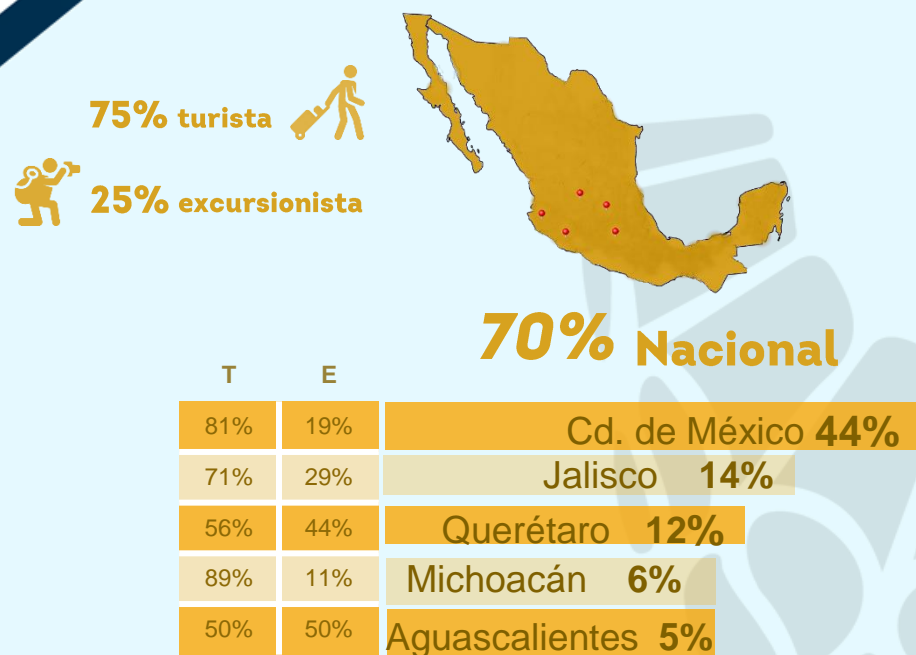 75% turista
25% excursionista
70% Nacional
T E
81% 19% Cd. de México 44%
71% 29% Jalisco 14%
56% 44% Querétaro 12%
89% 11% Michoacán 6%
50% 50% Aguascalientes 5%